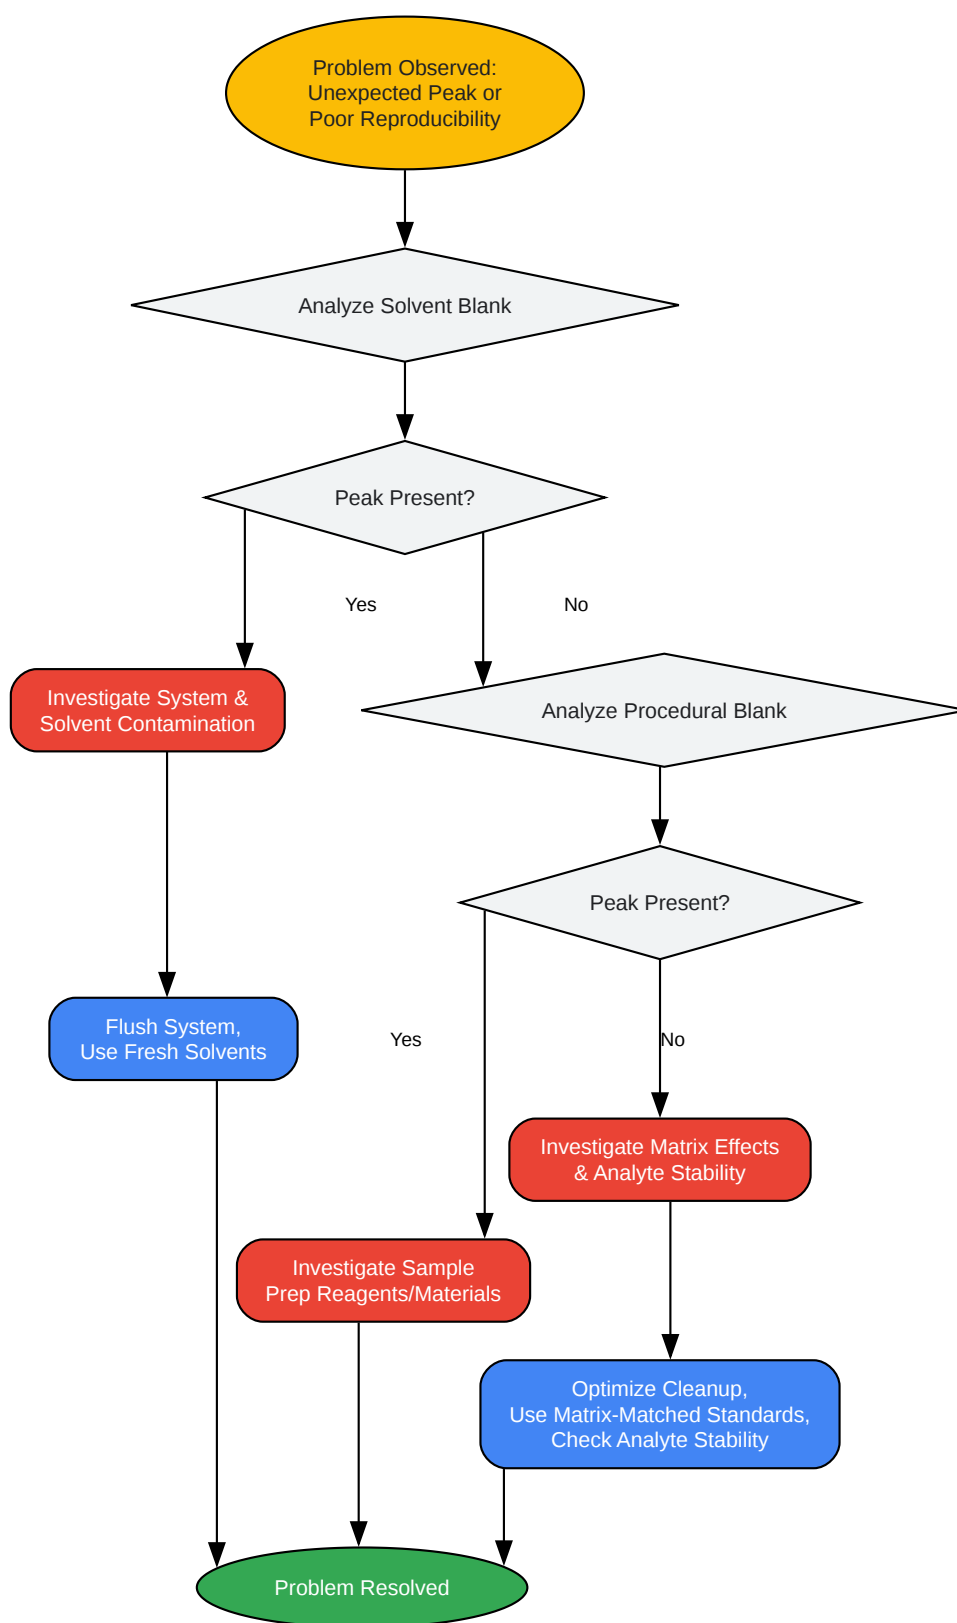 Problem Observed:
Unexpected Peak or
Poor Reproducibility
Analyze Solvent Blank
Peak Present?
Yes
No
Investigate System &
Solvent Contamination
Analyze Procedural Blank
Peak Present?
Flush System,
Use Fresh Solvents
Yes
No
Investigate Matrix Effects
& Analyte Stability
Investigate Sample
Prep Reagents/Materials
Optimize Cleanup,
Use Matrix-Matched Standards,
Check Analyte Stability
Problem Resolved